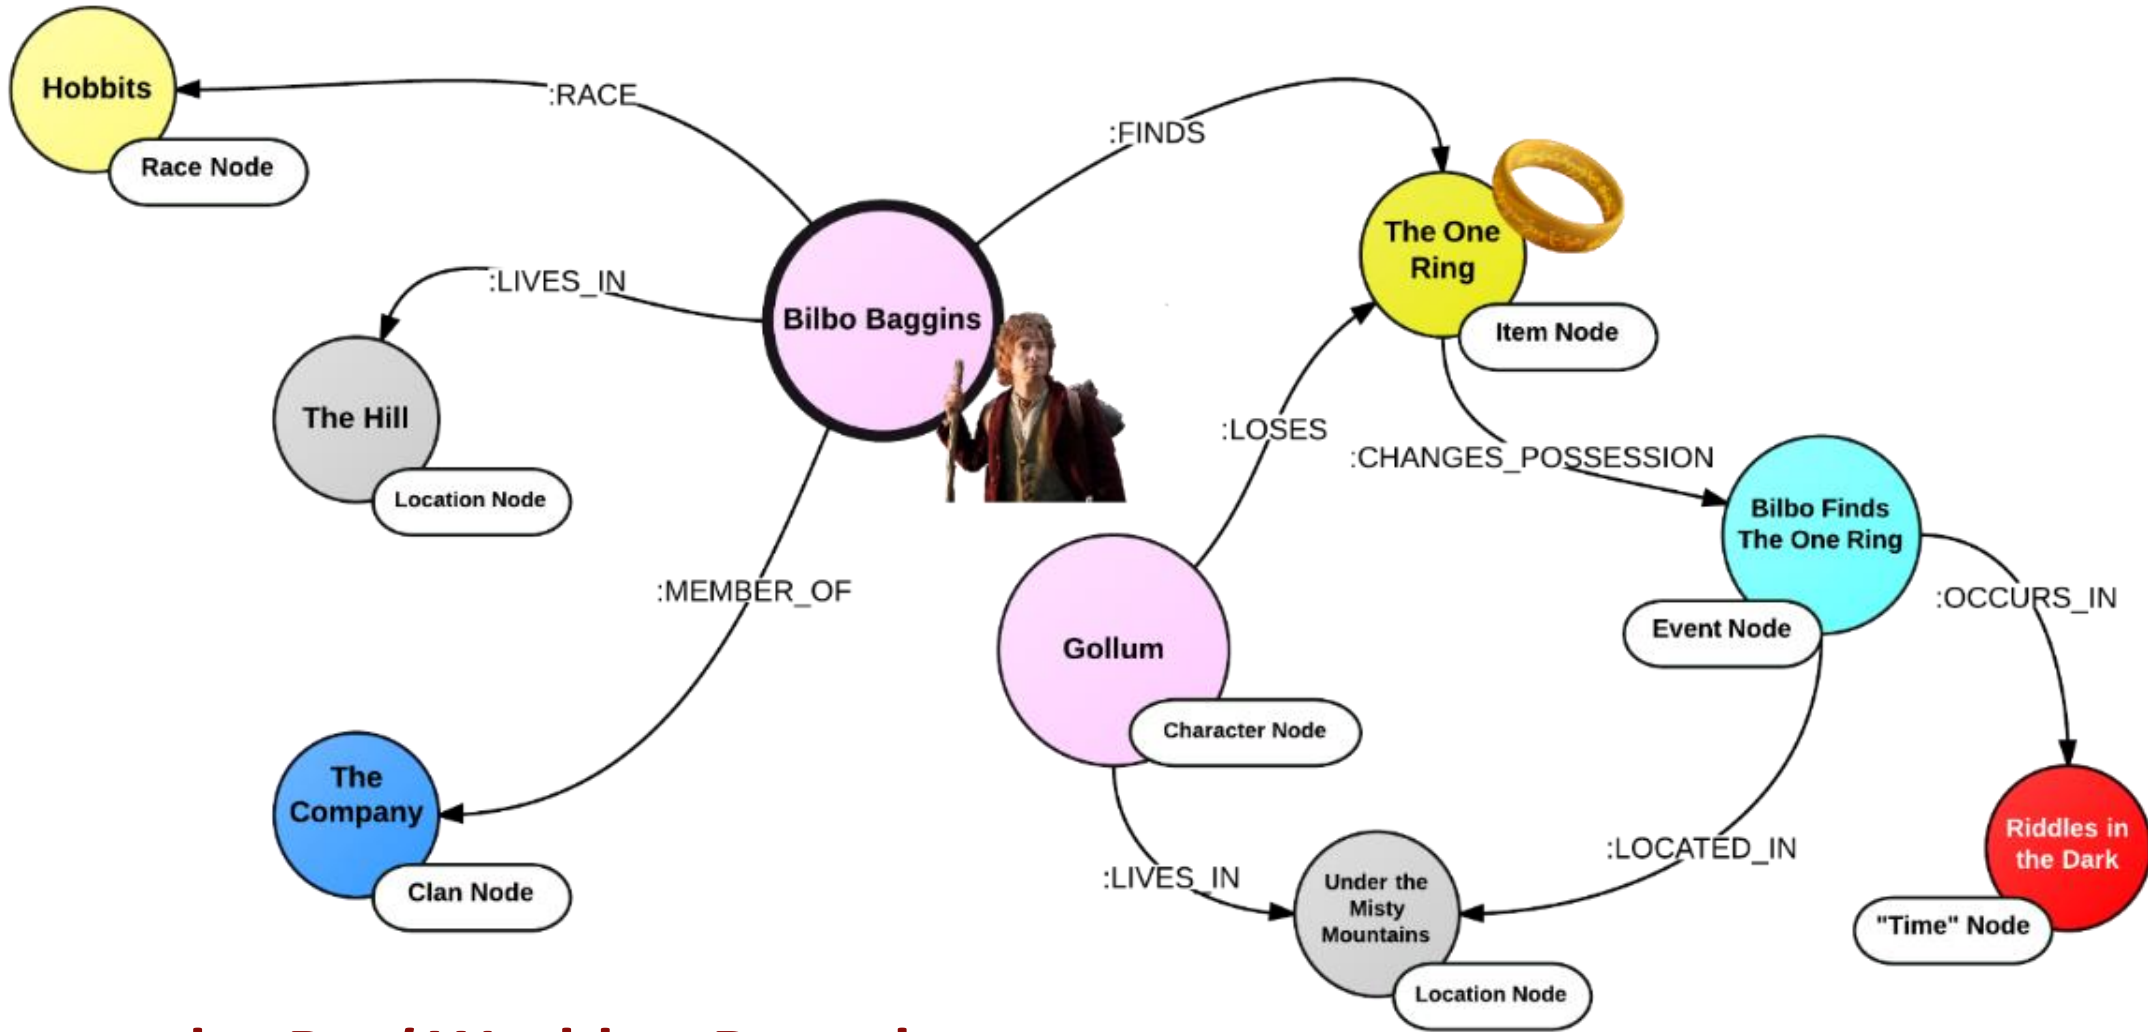 Hobbits
Race Node
:RACE
:FINDS
The One
Ring
Item Node
:LIVES_IN
Bilbo Baggins
The Hill
Location Node
:LOSES
:CHANGES_POSSESSION
Bilbo Finds
The One Ring
Event Node
:OCCURS_IN
:MEMBER_OF
Gollum
Character Node
The
Company
Clan Node
:LIVES_IN
:LOCATED_IN
Under the
Misty
Mountains
Location Node
Riddles in
the Dark
"Time" Node